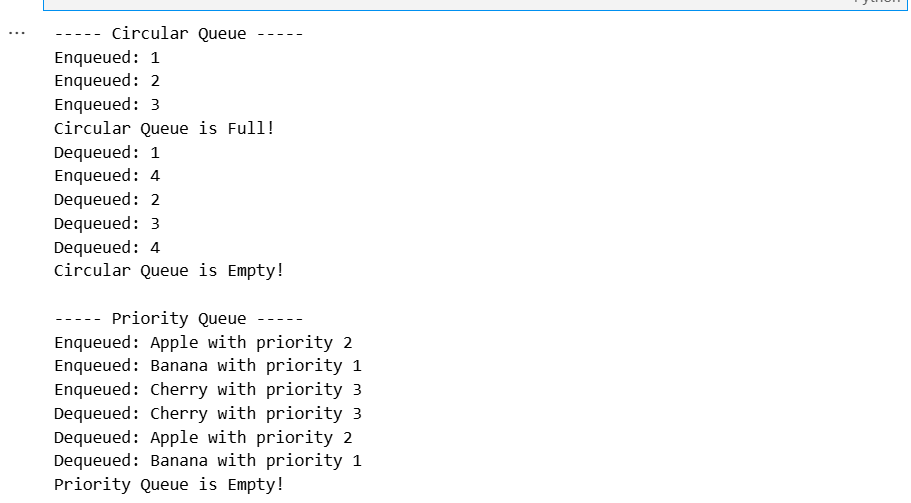 Python
...
----- Circular Queue -----
Enqueued: 1
Enqueued: 2
Enqueued: 3
Circular Queue is Full!
Dequeued: 1
Enqueued: 4
Dequeued: 2
Dequeued: 3
Dequeued: 4
Circular Queue is Empty!

----- Priority Queue -----
Enqueued: Apple with priority 2
Enqueued: Banana with priority 1
Enqueued: Cherry with priority 3
Dequeued: Cherry with priority 3
Dequeued: Apple with priority 2
Dequeued: Banana with priority 1
Priority Queue is Empty!